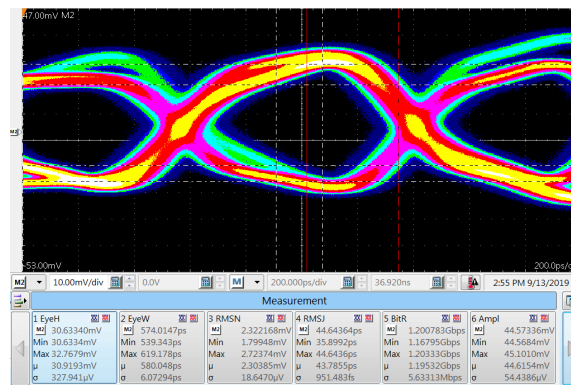 47.00mV M2
M2
-53.00mV
200.0ps
M2 10.00mV/div 0.0V M 200.000ps/div 36.920ns 2:55 PM 9/13/2019
Measurement
1 EyeH 2 EyeW 3 RMSN 4 RMSJ 5 BitR 6 Ampl
M2 30.63340mV M2 574.0147ps M2 2.322168mV M2 44.64364ps M2 1.200783Gbps M2 44.57336mV
Min 30.6334mV Min 539.343ps Min 1.79948mV Min 35.8992ps Min 1.16795Gbps Min 44.5684mV
Max 32.7679mV Max 619.178ps Max 2.72374mV Max 44.6436ps Max 1.20333Gbps Max 45.1010mV
µ 30.9193mV µ 580.048ps µ 2.30385mV µ 43.7855ps µ 1.19532Gbps µ 44.6154mV
σ 327.941µV σ 6.07294ps σ 18.6470µV σ 951.483fs σ 5.63313Mbps σ 54.4386µV